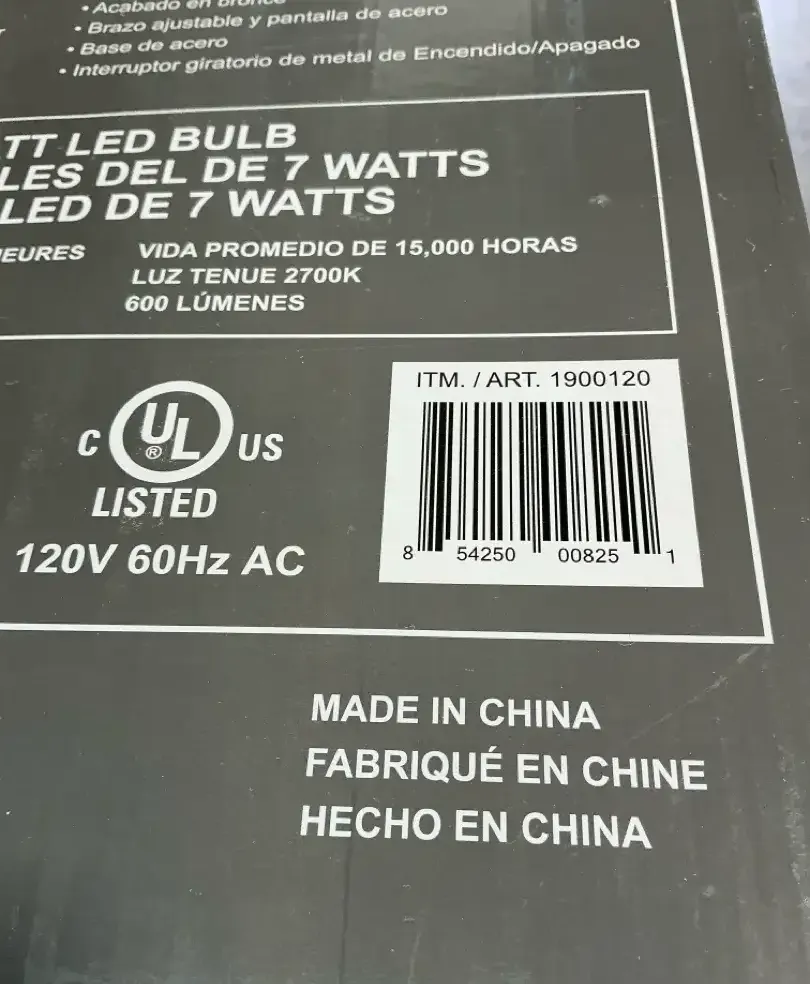 • Acabado en bronce
• Brazo ajustable y pantalla de acero
• Base de acero
• Interruptor giratorio de metal de Encendido/Apagado
TT LED BULB
LES DEL DE 7 WATTS
LED DE 7 WATTS
EURES VIDA PROMEDIO DE 15,000 HORAS
LUZ TENUE 2700K
600 LÚMENES
C UL® US
LISTED
120V 60Hz AC
ITM. / ART. 1900120
8 54250 00825 1
MADE IN CHINA
FABRIQUÉ EN CHINE
HECHO EN CHINA